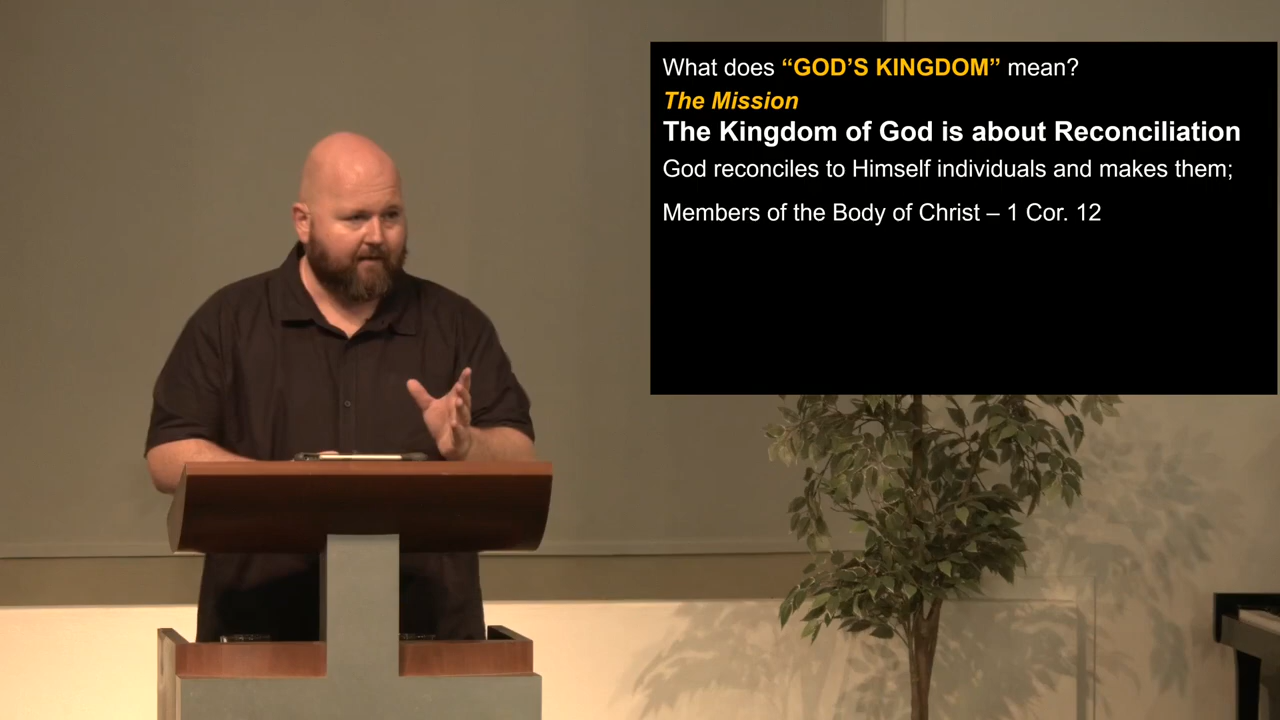 What does “GOD’S KINGDOM” mean?
The Mission
The Kingdom of God is about Reconciliation
God reconciles to Himself individuals and makes them;
Members of the Body of Christ – 1 Cor. 12